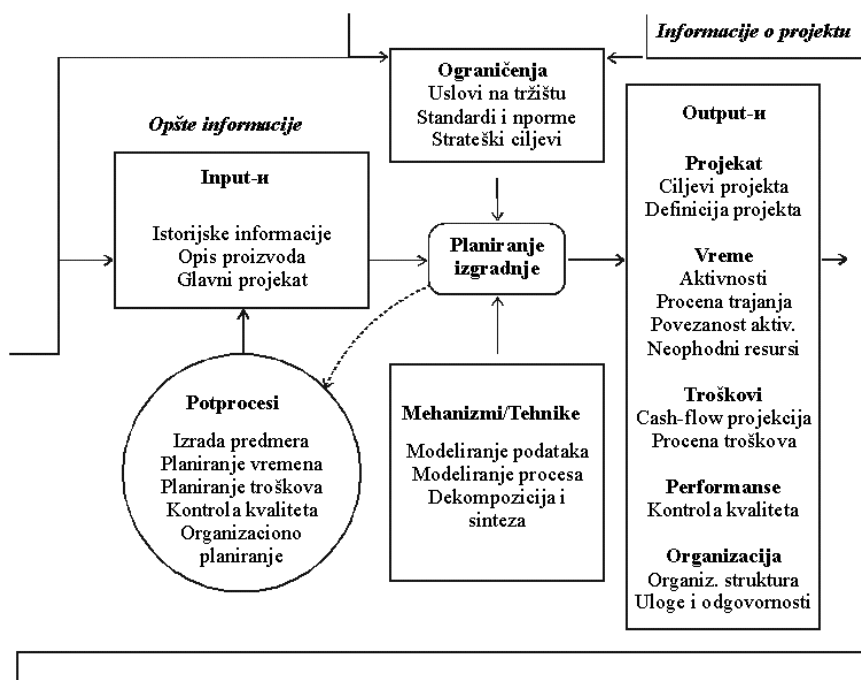 Informacije o projektu
Ograničenja
Uslovi na tržištu
Standardi i nporme
Strateški ciljevi
Opšte informacije
Input-и
Istorijske informacije
Opis proizvoda
Glavni projekat
Planiranje
izgradnje
Output-и
Projekat
Ciljevi projekta
Definicija projekta
Vreme
Aktivnosti
Procena trajanja
Povezanost aktiv.
Neophodni resursi
Troškovi
Cash-flow projekcija
Procena troškova
Performanse
Kontrola kvaliteta
Organizacija
Organiz. struktura
Uloge i odgovornosti
Potprocesi
Izrada predmera
Planiranje vremena
Planiranje troškova
Kontrola kvaliteta
Organizaciono
planiranje
Mehanizmi/Tehnike
Modeliranje podataka
Modeliranje procesa
Dekompozicija i
sinteza